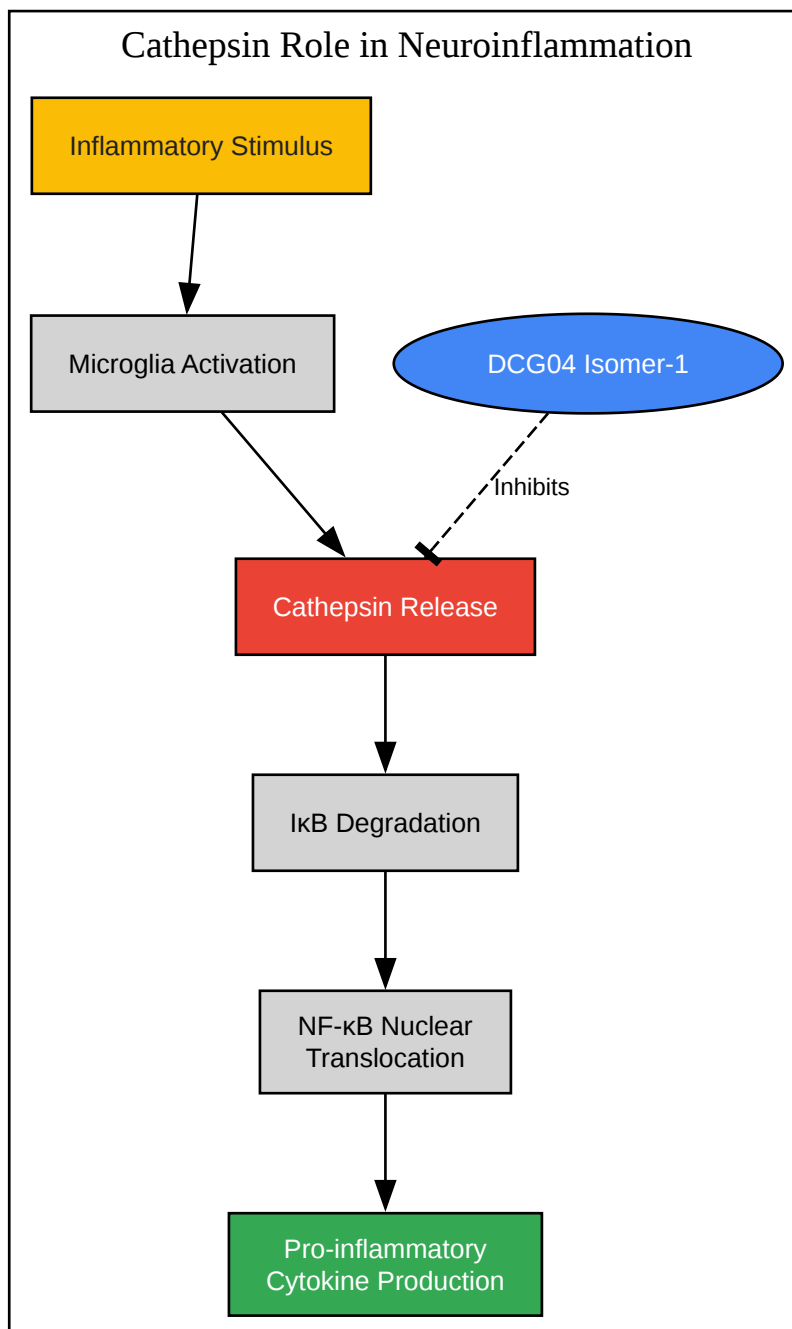 Cathepsin Role in Neuroinflammation
Inflammatory Stimulus
Microglia Activation
DCG04 Isomer-1
Inhibits
Cathepsin Release
IκB Degradation
NF-κB Nuclear
Translocation
Pro-inflammatory
Cytokine Production